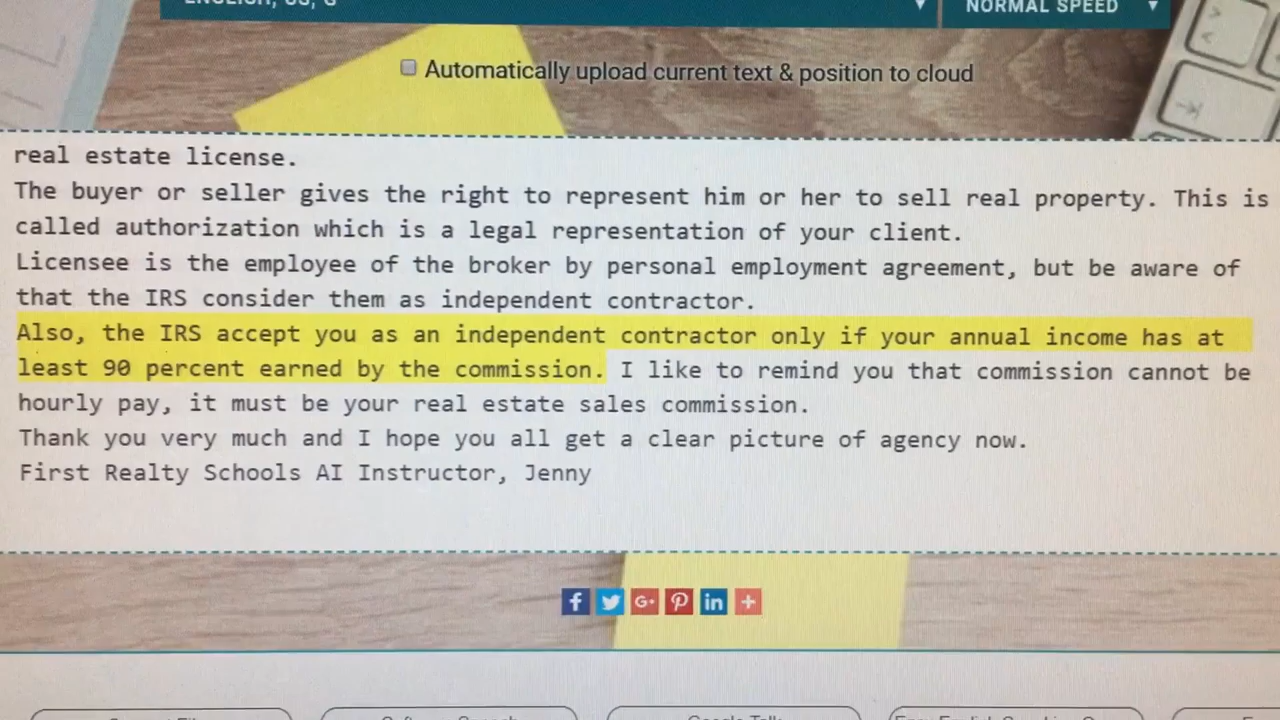 NORMAL SPEED
Automatically upload current text & position to cloud
real estate license.
The buyer or seller gives the right to represent him or her to sell real property. This is
called authorization which is a legal representation of your client.
Licensee is the employee of the broker by personal employment agreement, but be aware of
that the IRS consider them as independent contractor.
Also, the IRS accept you as an independent contractor only if your annual income has at
least 90 percent earned by the commission. I like to remind you that commission cannot be
hourly pay, it must be your real estate sales commission.
Thank you very much and I hope you all get a clear picture of agency now.
First Realty Schools AI Instructor, Jenny
f G+ in +